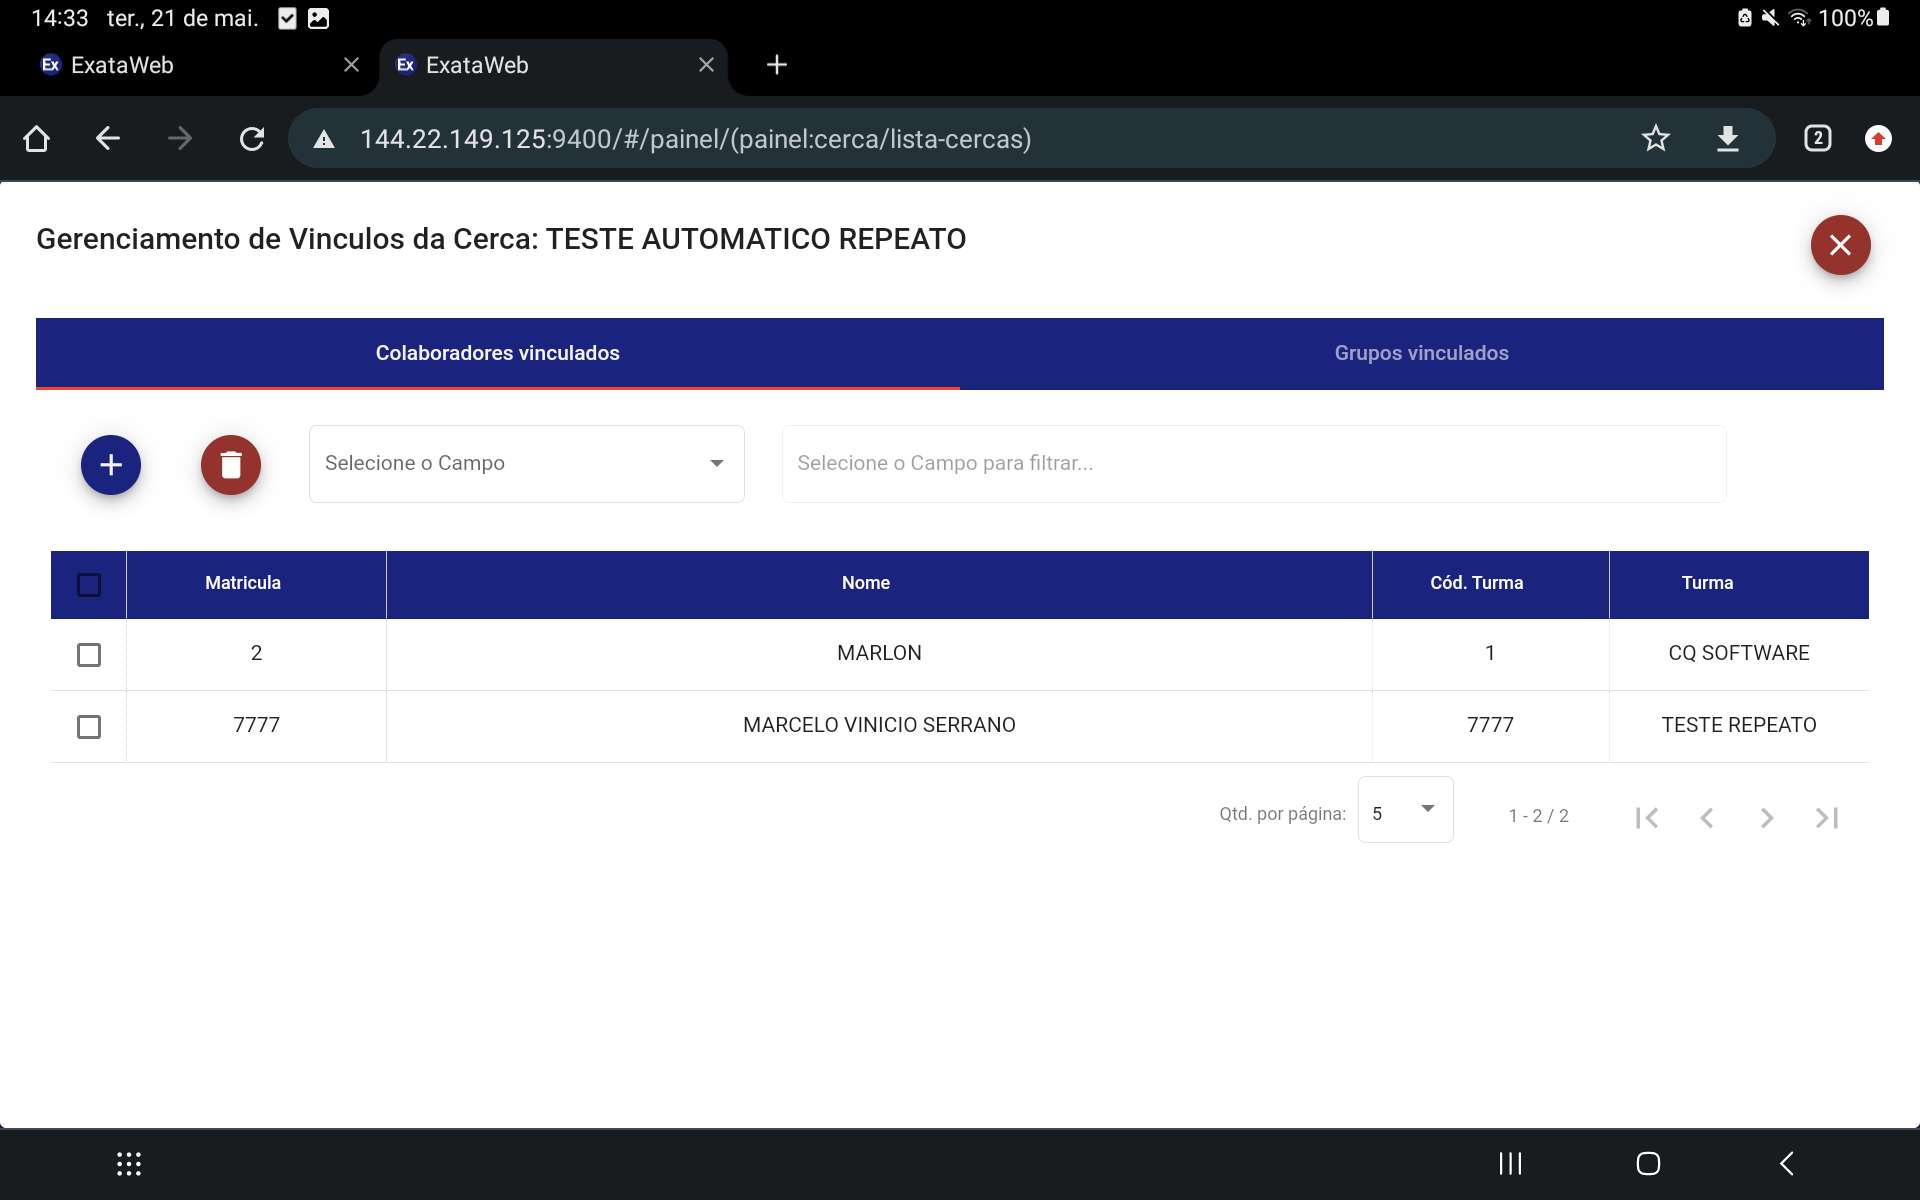 14:33 ter., 21 de mai. 100%
Ex ExataWeb Ex ExataWeb
144.22.149.125:9400/#/painel/(painel:cerca/lista-cercas) 2
Gerenciamento de Vinculos da Cerca: TESTE AUTOMATICO REPEATO
Colaboradores vinculados Grupos vinculados
Selecione o Campo Selecione o Campo para filtrar...
Matricula Nome Cód. Turma Turma
2 MARLON 1 CQ SOFTWARE
7777 MARCELO VINICIO SERRANO 7777 TESTE REPEATO
Qtd. por página: 5 1 - 2 / 2